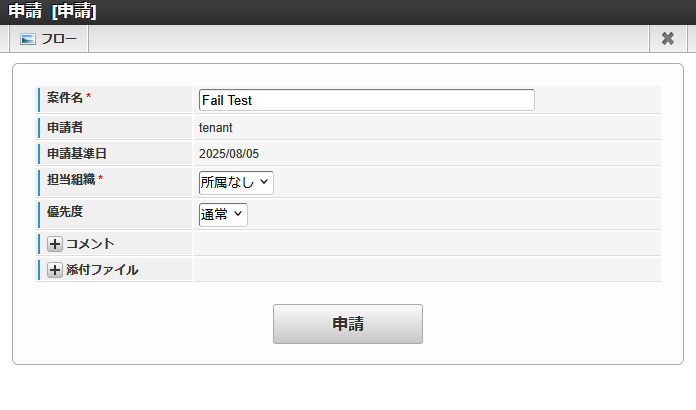 申請 [申請]
フロー
案件名* Fail Test
申請者 tenant
申請基準日 2025/08/05
担当組織* 所属なし
優先度 通常
コメント
添付ファイル
申請